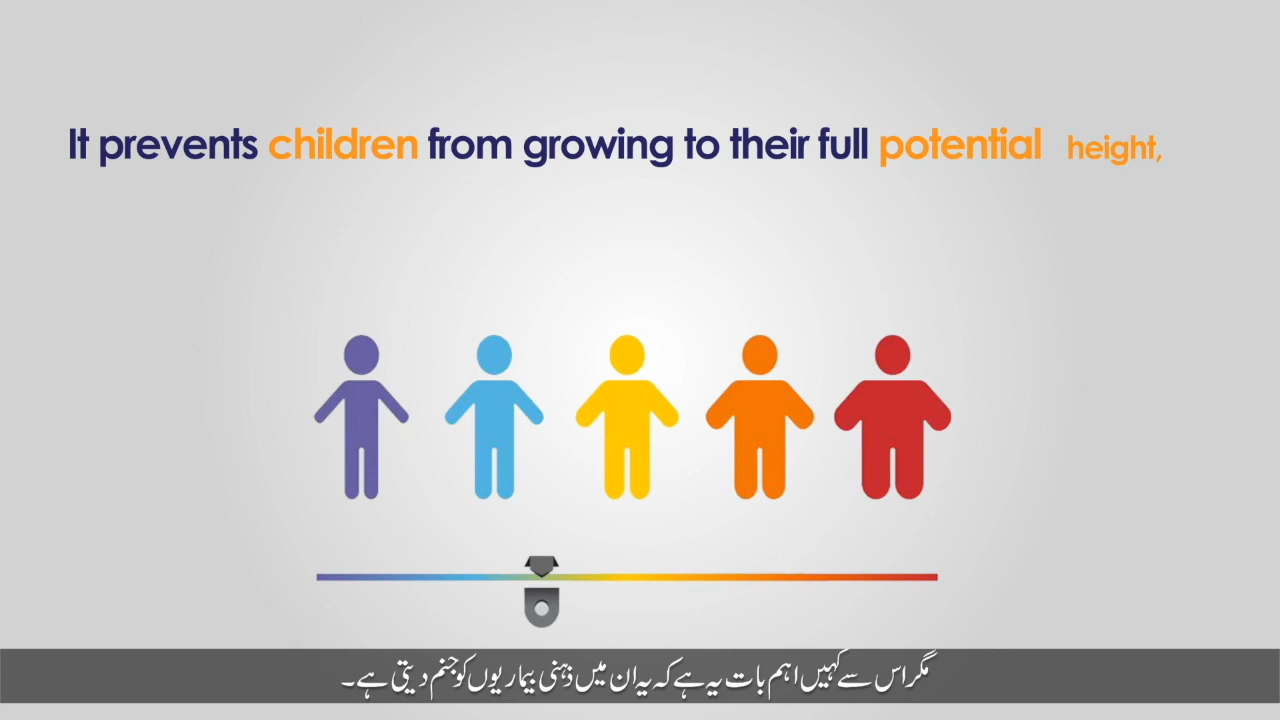 It prevents children from growing to their full potential height,
مگر اس سے کہیں اہم بات یہ ہے کہ یہ ان میں ذہنی بیماریوں کو جنم دیتی ہے۔